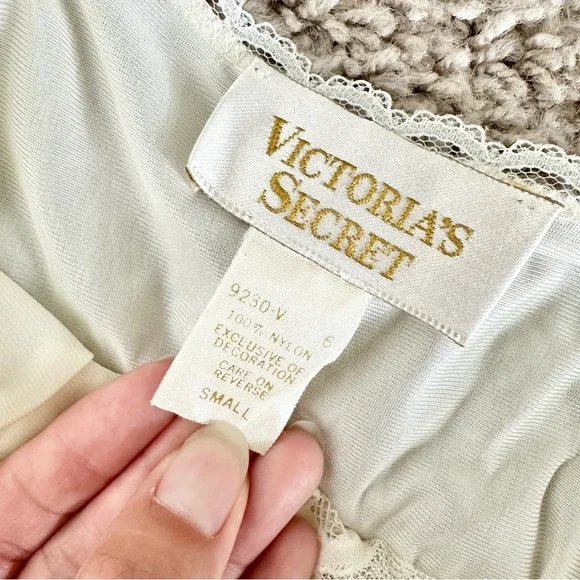 VICTORIA'S
SECRET
9230-V 6
100% NYLON
EXCLUSIVE OF
DECORATION
CARE ON
REVERSE
SMALL